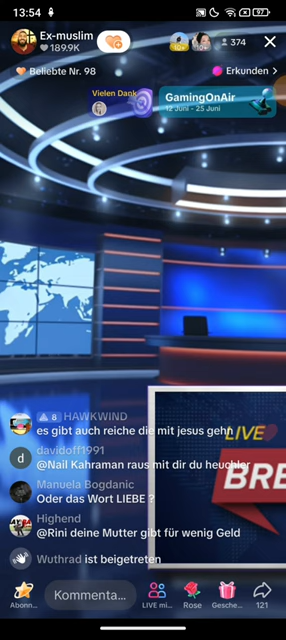 13:54
97
Ex-muslim
189.9K
10+
10+
374
Beliebte Nr. 98
Erkunden
Vielen Dank
GamingOnAir
12 Juni - 25 Juni
8 HAWKWIND
es gibt auch reiche die mit jesus gehn
LIVE
davidoff1991
@Nail Kahraman raus mit dir du heuchler
BRE
Manuela Bogdanic
Oder das Wort LIEBE ?
Highend
@Rini deine Mutter gibt für wenig Geld
Wuthrad ist beigetreten
Kommenta...
Abonn...
LIVE mi...
Rose
Gesche...
121